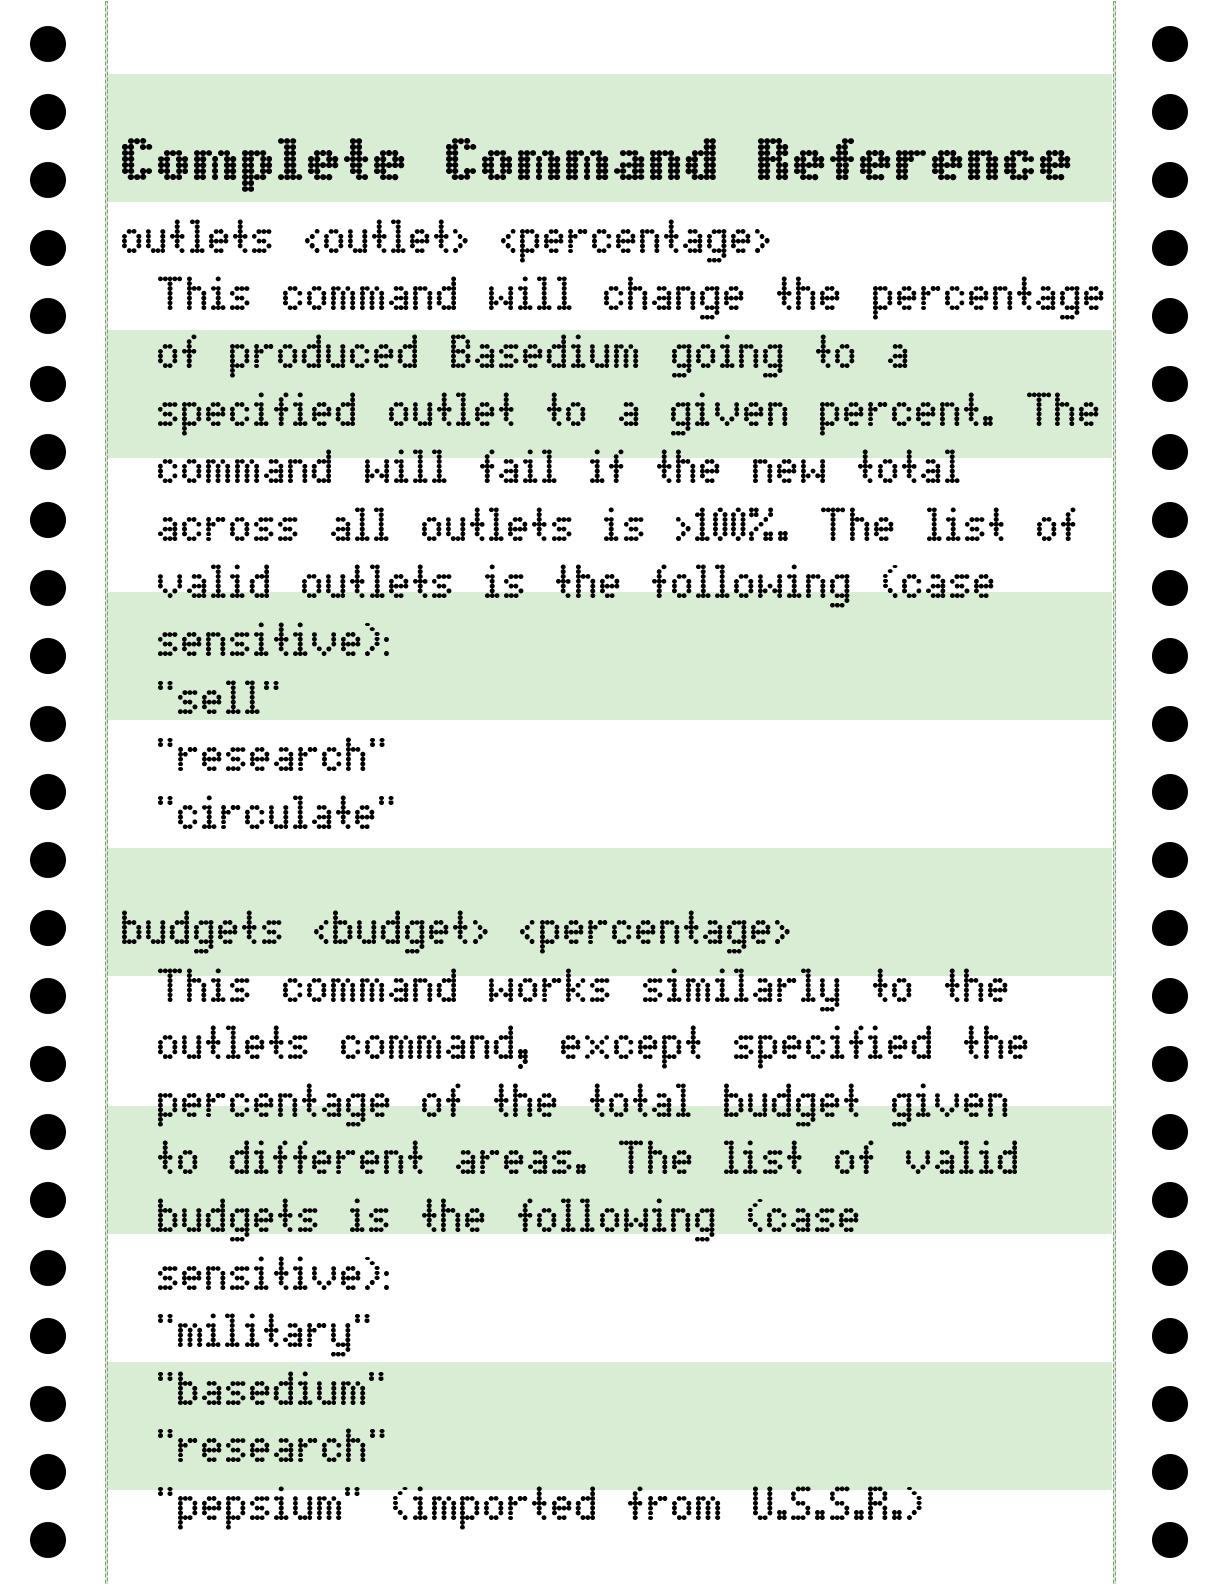 Complete Command Reference
outlets <outlet> <percentage>
This command will change the percentage
of produced Basedium going to a
specified outlet to a given percent. The
command will fail if the new total
across all outlets is >100%. The list of
valid outlets is the following (case
sensitive):
"sell"
"research"
"circulate"
budgets <budget> <percentage>
This command works similarly to the
outlets command, except specified the
percentage of the total budget given
to different areas. The list of valid
budgets is the following (case
sensitive):
"military"
"basedium"
"research"
"pepsium" (imported from U.S.S.R.)